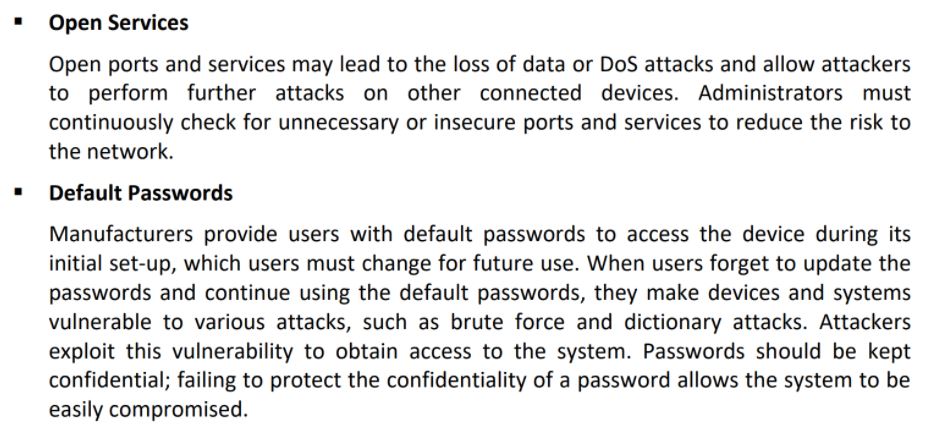 ▪ Open Services
Open ports and services may lead to the loss of data or DoS attacks and allow attackers
to perform further attacks on other connected devices. Administrators must
continuously check for unnecessary or insecure ports and services to reduce the risk to
the network.
▪ Default Passwords
Manufacturers provide users with default passwords to access the device during its
initial set-up, which users must change for future use. When users forget to update the
passwords and continue using the default passwords, they make devices and systems
vulnerable to various attacks, such as brute force and dictionary attacks. Attackers
exploit this vulnerability to obtain access to the system. Passwords should be kept
confidential; failing to protect the confidentiality of a password allows the system to be
easily compromised.